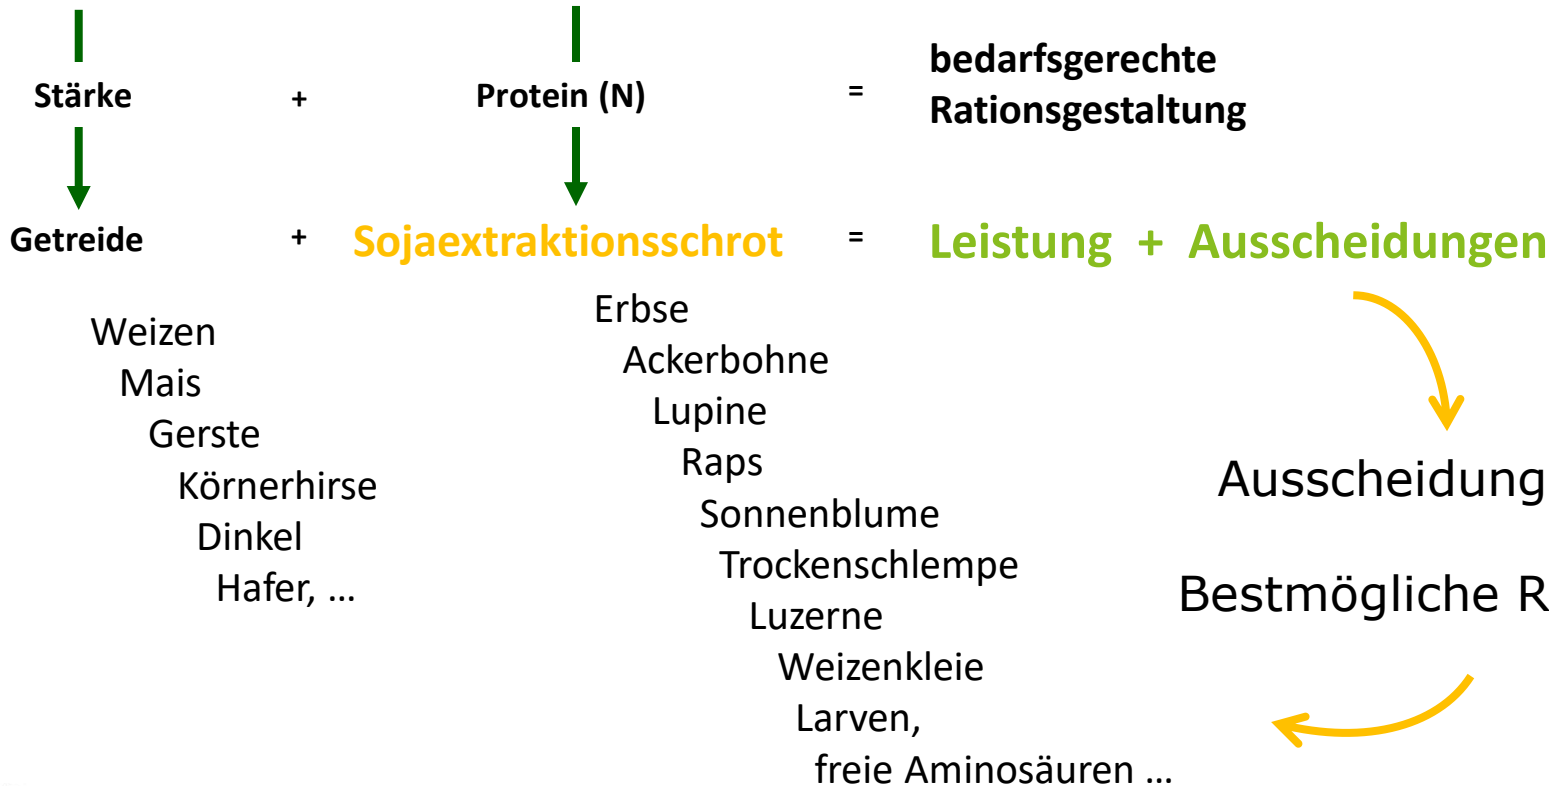 Stärke + Protein (N) = bedarfsgerechte
Rationsgestaltung
Getreide + Sojaextraktionsschrot = Leistung + Ausscheidungen
Weizen
Mais
Gerste
Körnerhirse
Dinkel
Hafer, ...
Erbse
Ackerbohne
Lupine
Raps
Sonnenblume
Trockenschlempe
Luzerne
Weizenkleie
Larven,
freie Aminosäuren ...
Ausscheidung
Bestmögliche R